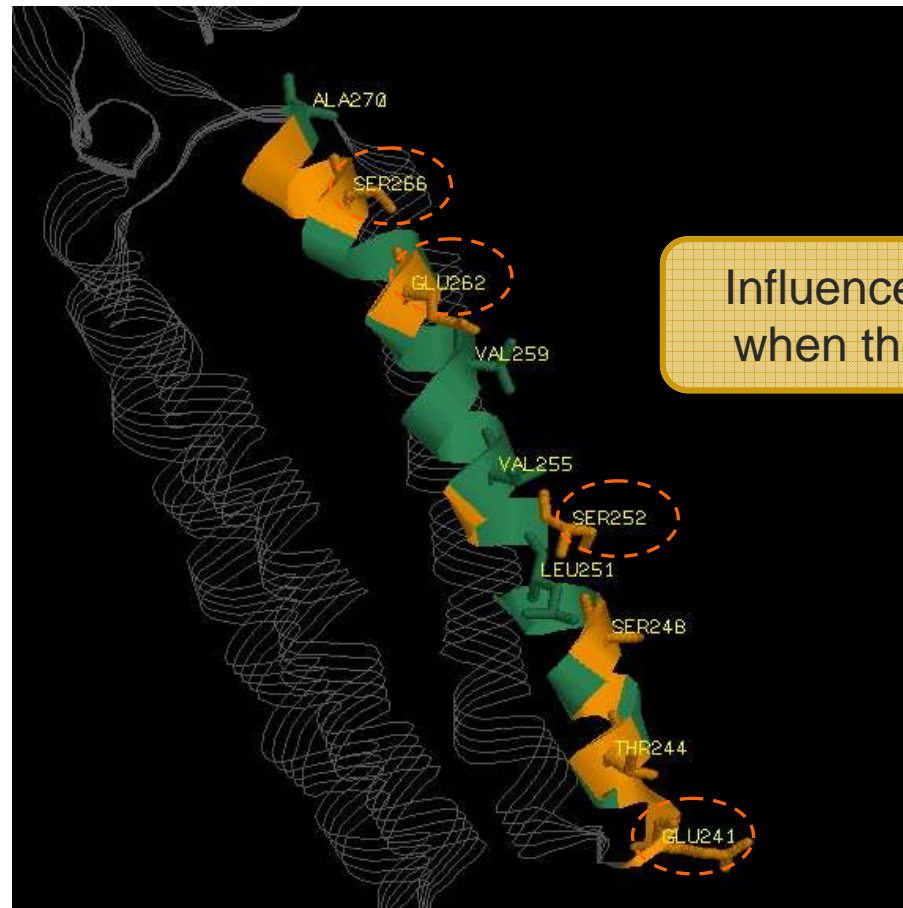 ALA270
SER266
GLU262
Influence
when th
VAL259
VAL255
SER252
LEU251
SER248
THR244
GLU241